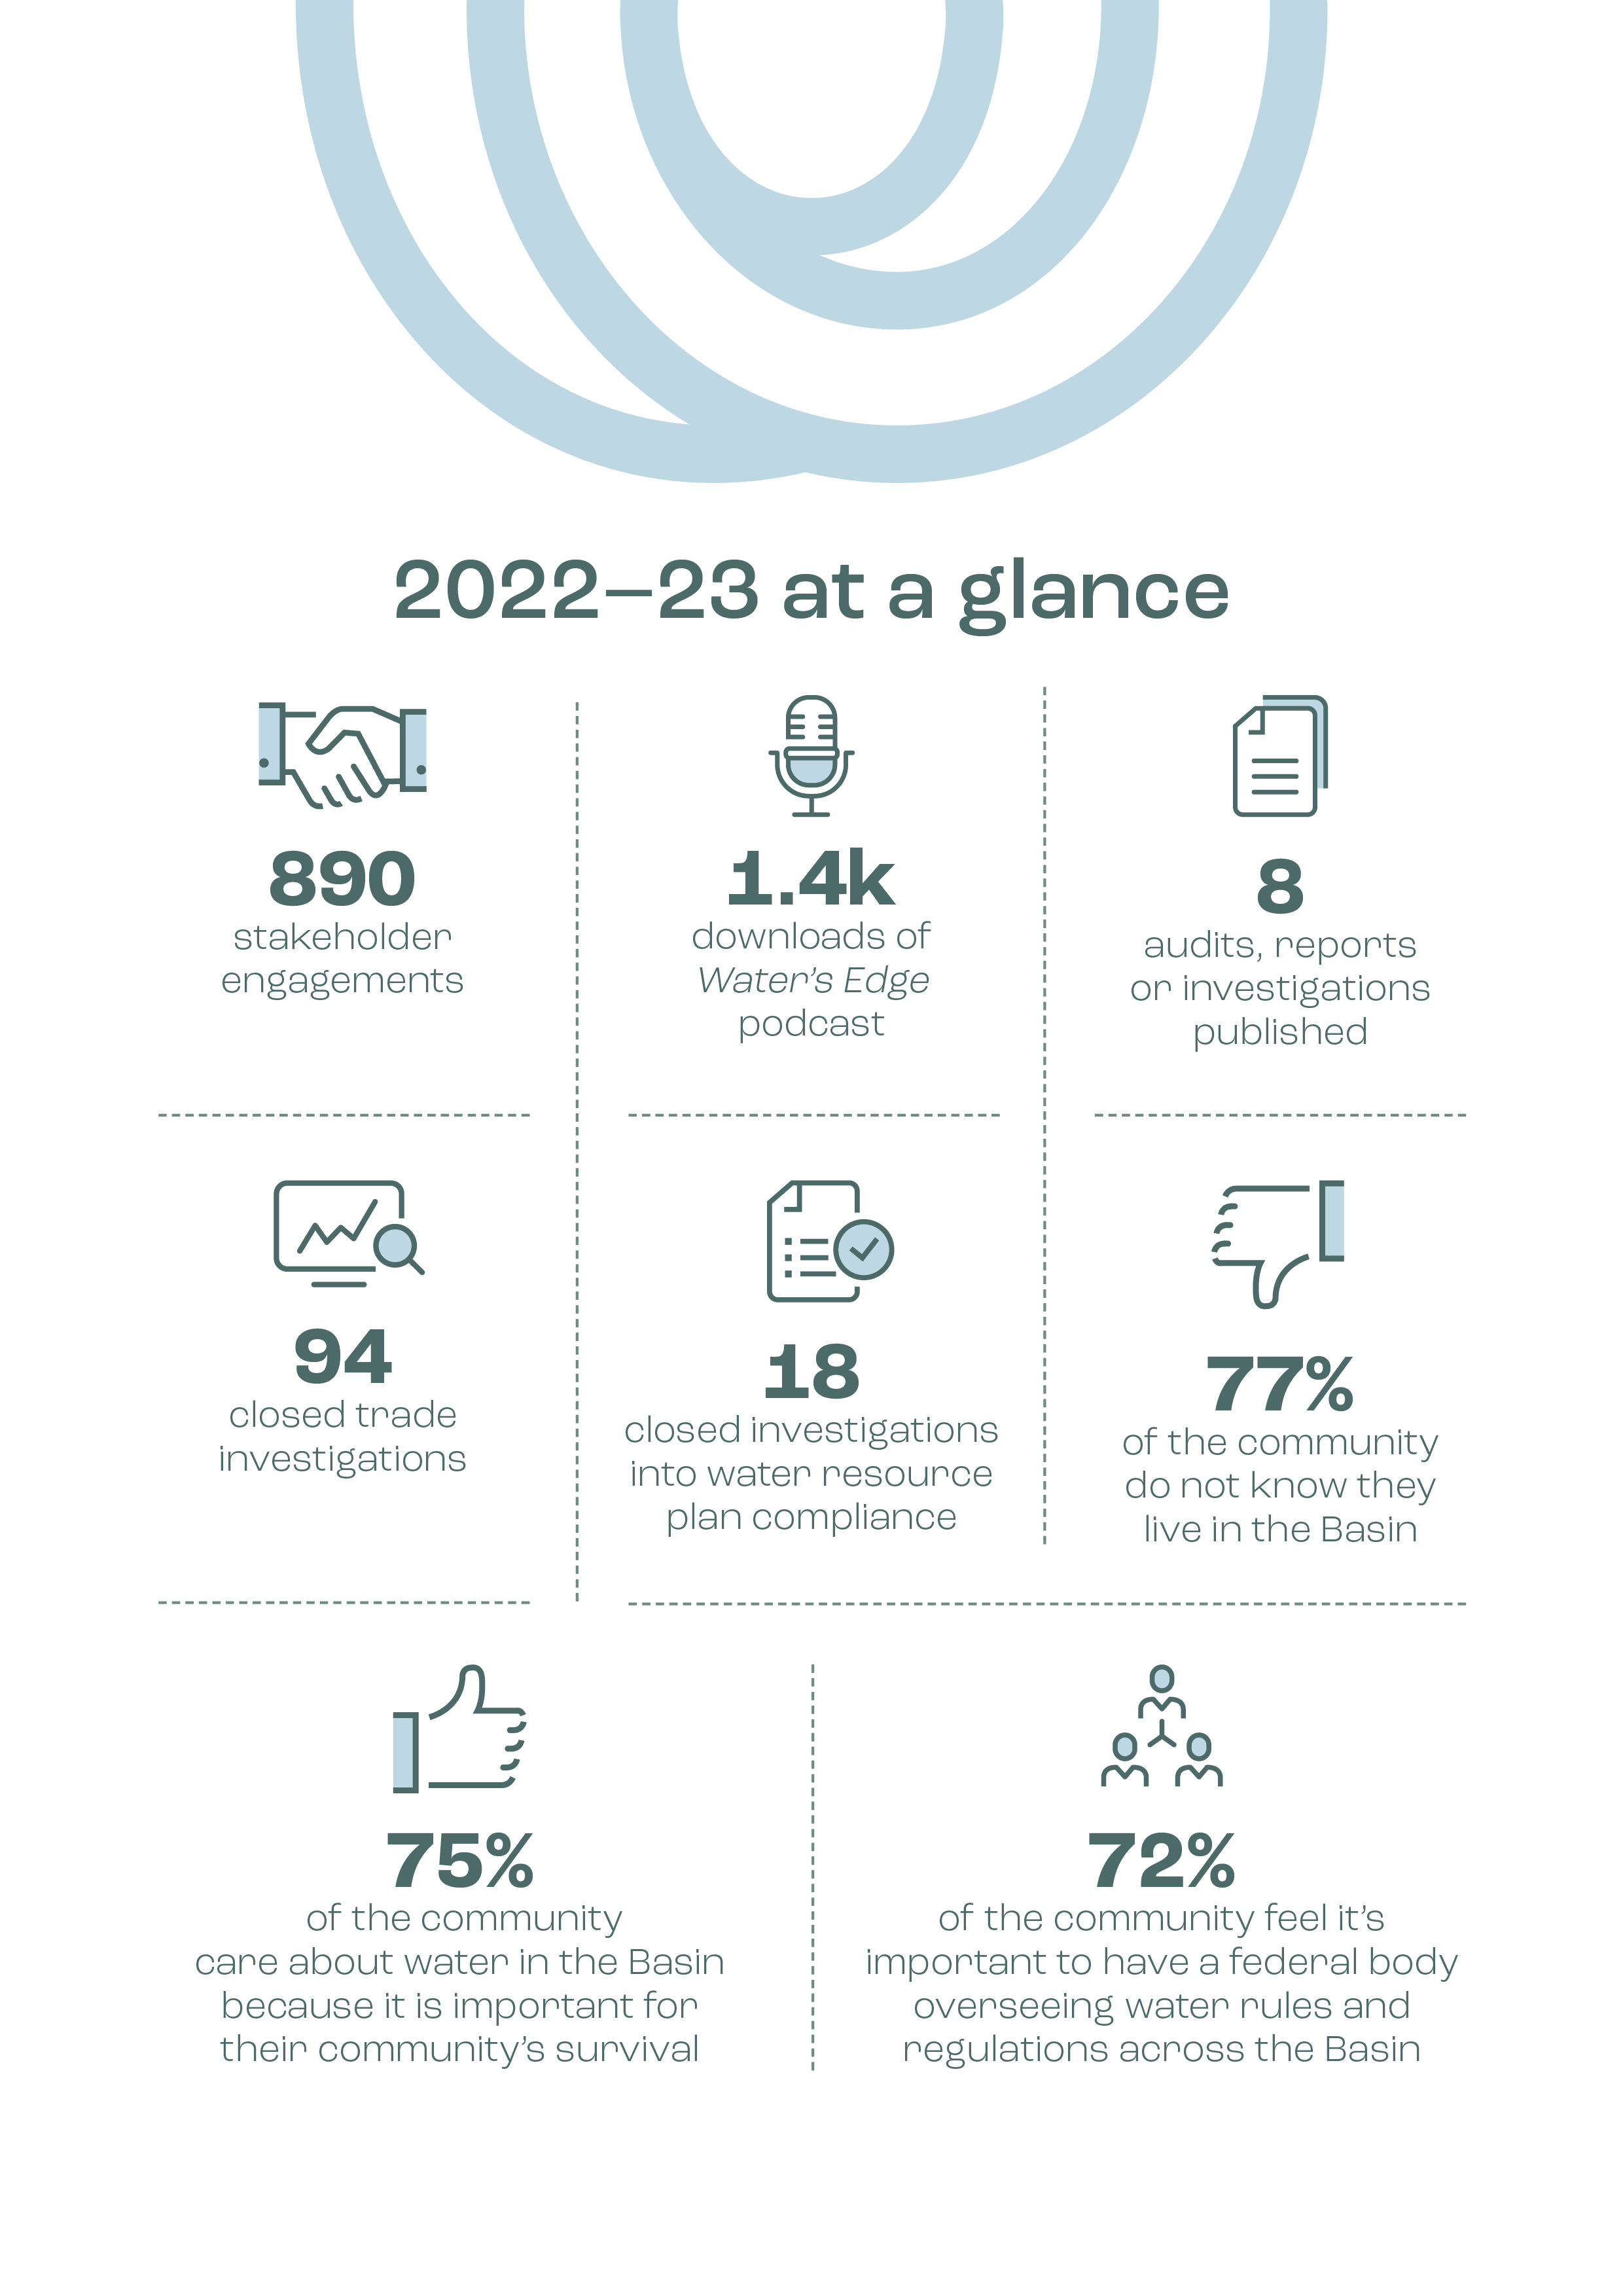 2022–23 at a glance
890
stakeholder
engagements
1.4k
downloads of
Water’s Edge
podcast
8
audits, reports
or investigations
published
94
closed trade
investigations
18
closed investigations
into water resource
plan compliance
77%
of the community
do not know they
live in the Basin
75%
of the community
care about water in the Basin
because it is important for
their community’s survival
72%
of the community feel it’s
important to have a federal body
overseeing water rules and
regulations across the Basin